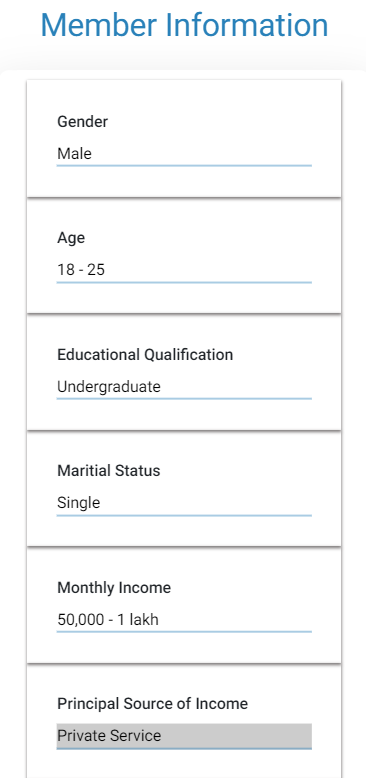 Member Information
Gender
Male
Age
18 - 25
Educational Qualification
Undergraduate
Maritial Status
Single
Monthly Income
50,000 - 1 lakh
Principal Source of Income
Private Service